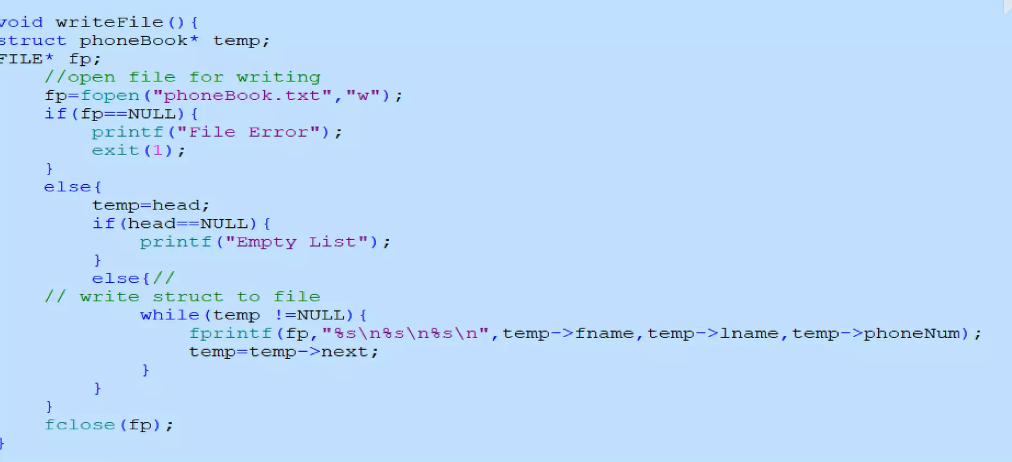 void writeFile(){
struct phoneBook* temp;
FILE* fp;
//open file for writing
fp=fopen("phoneBook.txt","w");
if(fp==NULL){
printf("File Error");
exit(1);
}
else{
temp=head;
if(head==NULL){
printf("Empty List");
}
else{//
// write struct to file
while(temp !=NULL){
fprintf(fp,"%s\n%s\n%s\n",temp->fname,temp->lname,temp->phoneNum);
temp=temp->next;
}
}
}
fclose(fp);
}